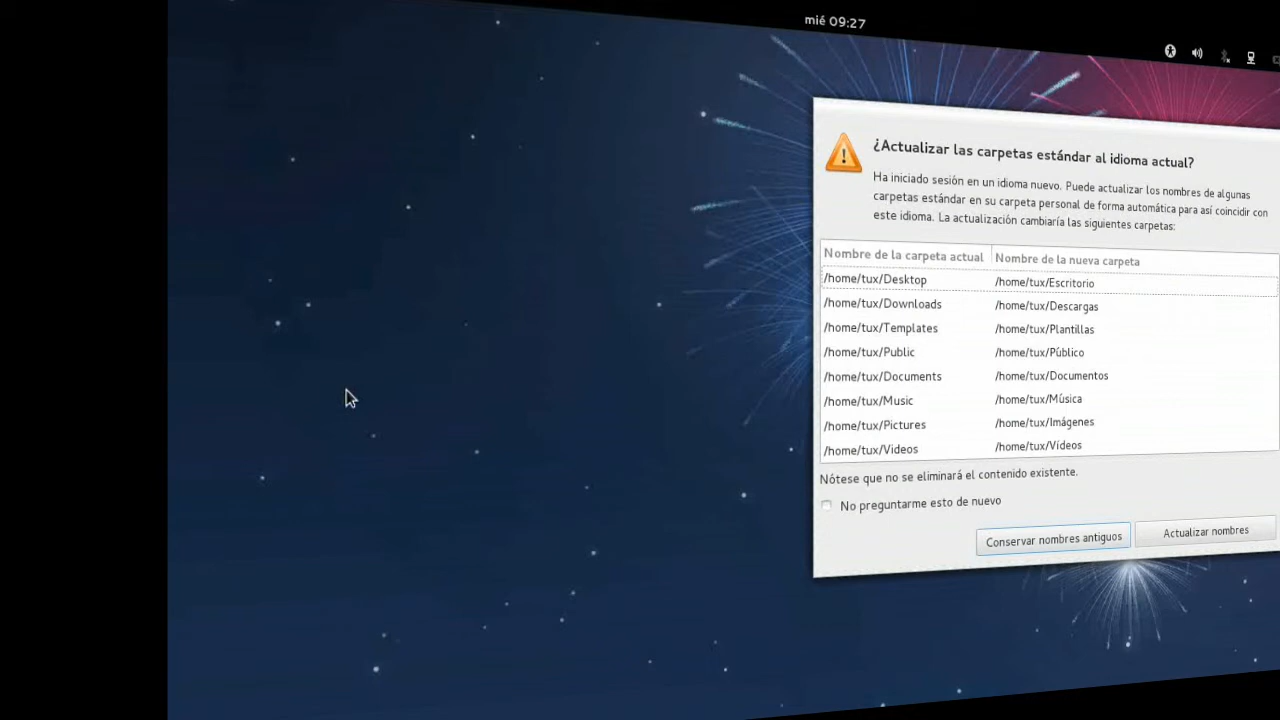 mié 09:27
¿Actualizar las carpetas estándar al idioma actual?
Ha iniciado sesión en un idioma nuevo. Puede actualizar los nombres de algunas
carpetas estándar en su carpeta personal de forma automática para así coincidir con
este idioma. La actualización cambiaría las siguientes carpetas:
Nombre de la carpeta actual Nombre de la nueva carpeta
/home/tux/Desktop /home/tux/Escritorio
/home/tux/Downloads /home/tux/Descargas
/home/tux/Templates /home/tux/Plantillas
/home/tux/Public /home/tux/Público
/home/tux/Documents /home/tux/Documentos
/home/tux/Music /home/tux/Música
/home/tux/Pictures /home/tux/Imágenes
/home/tux/Videos /home/tux/Vídeos
Nótese que no se eliminará el contenido existente.
No preguntarme esto de nuevo
Conservar nombres antiguos Actualizar nombres